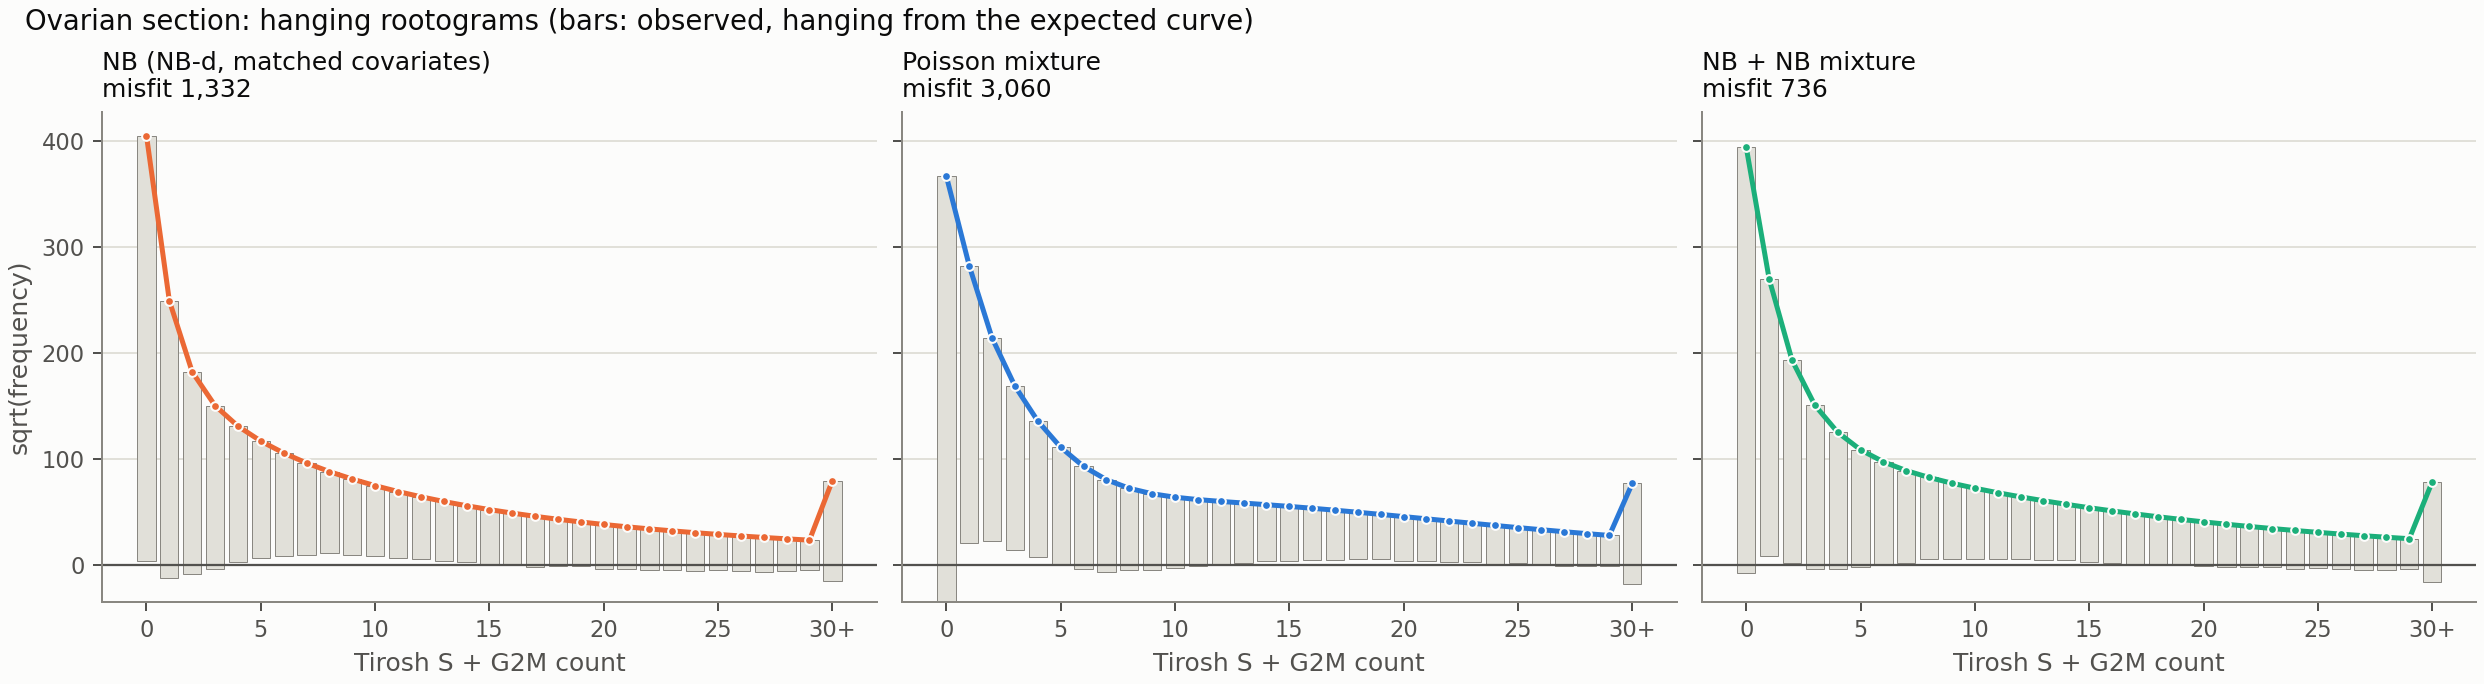 Ovarian section: hanging rootograms (bars: observed, hanging from the expected curve)
NB (NB-d, matched covariates)
misfit 1,332
Poisson mixture
misfit 3,060
NB + NB mixture
misfit 736
sqrt(frequency)
400
300
200
100
0
0 5 10 15 20 25 30+
0 5 10 15 20 25 30+
0 5 10 15 20 25 30+
Tirosh S + G2M count
Tirosh S + G2M count
Tirosh S + G2M count